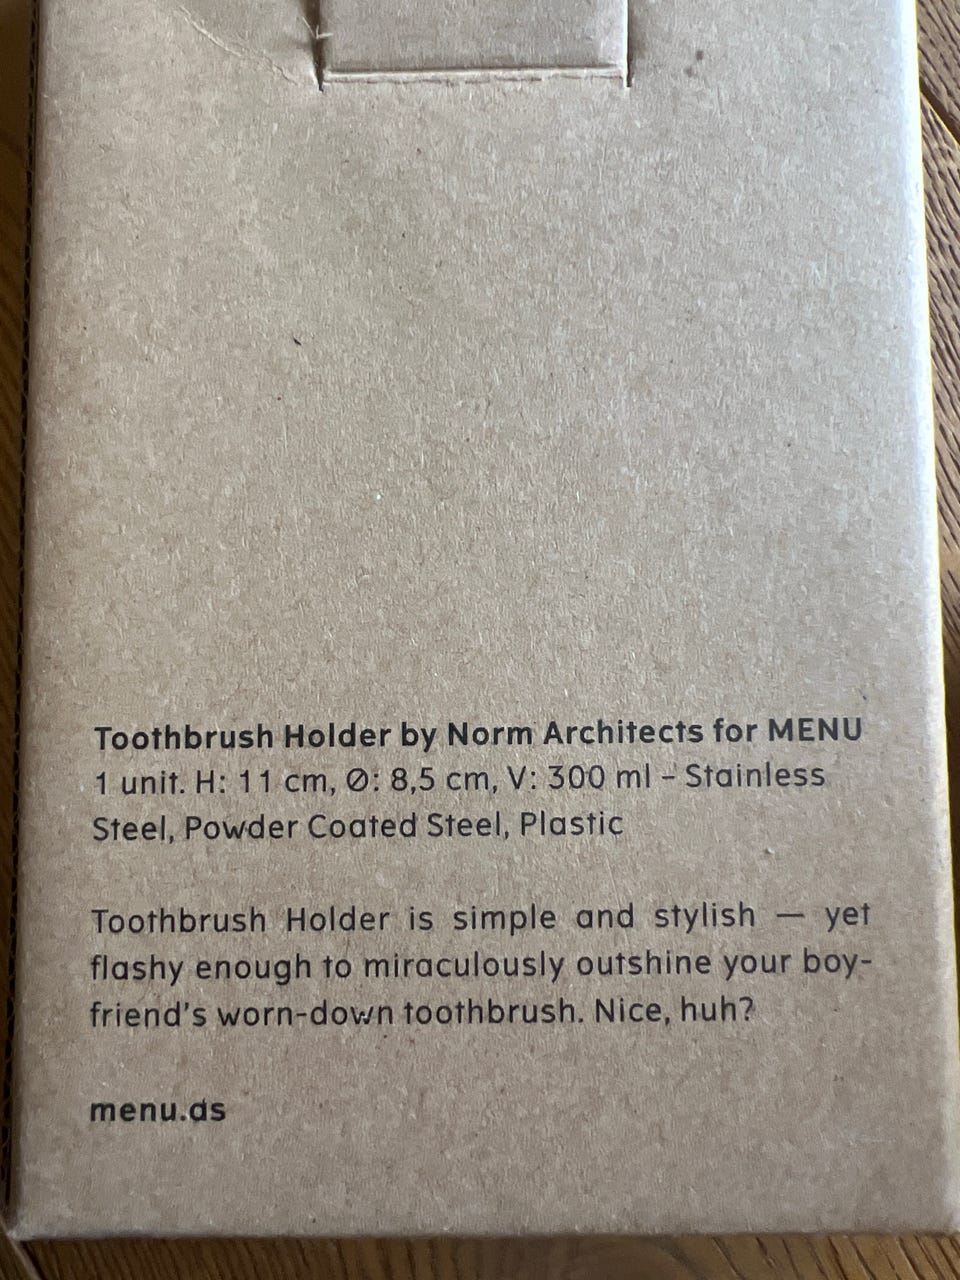 Toothbrush Holder by Norm Architects for MENU
1 unit. H: 11 cm, Ø: 8,5 cm, V: 300 ml – Stainless
Steel, Powder Coated Steel, Plastic
Toothbrush Holder is simple and stylish — yet
flashy enough to miraculously outshine your boy-
friend's worn-down toothbrush. Nice, huh?
menu.as